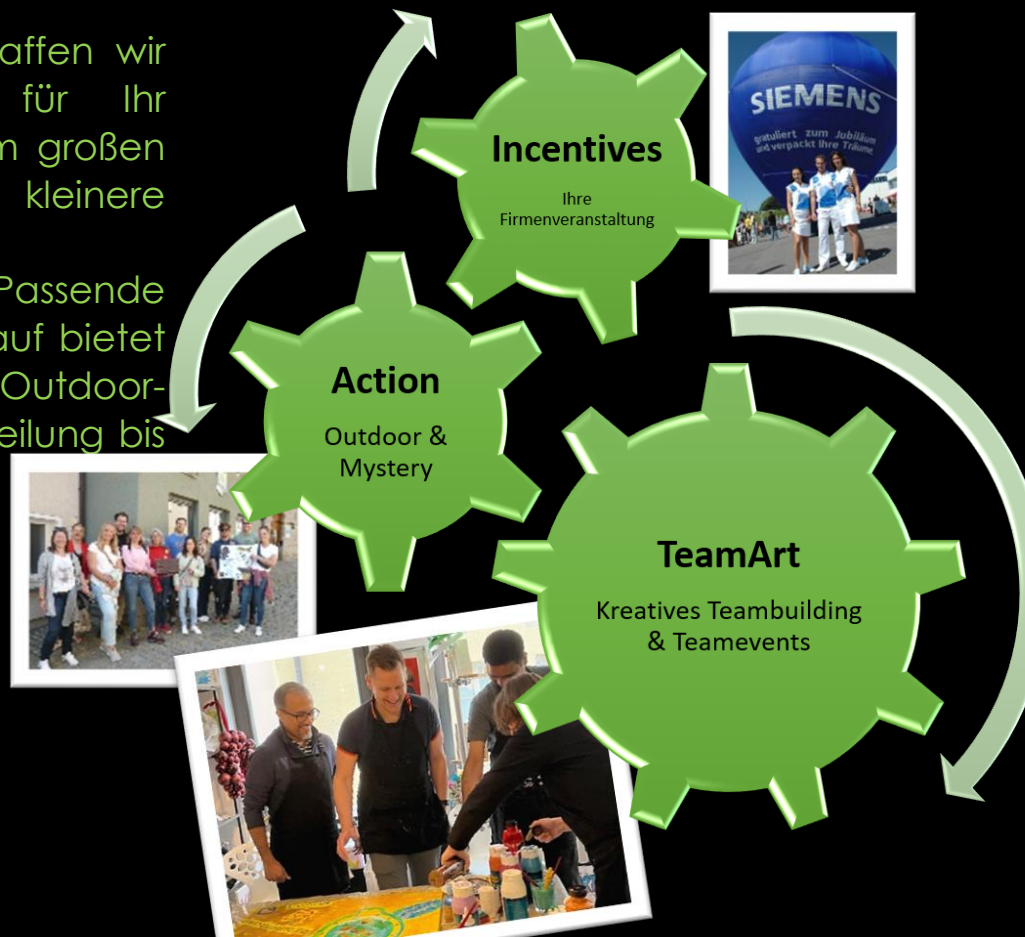 affen wir
für Ihr
m großen
kleinere
Passende
auf bietet
Outdoor-
eilung bis
Incentives
Ihre
Firmenveranstaltung
SIEMENS
gratuliert zum Jubiläum
und verpackt Ihre Träume
Action
Outdoor &
Mystery
TeamArt
Kreatives Teambuilding
& Teamevents